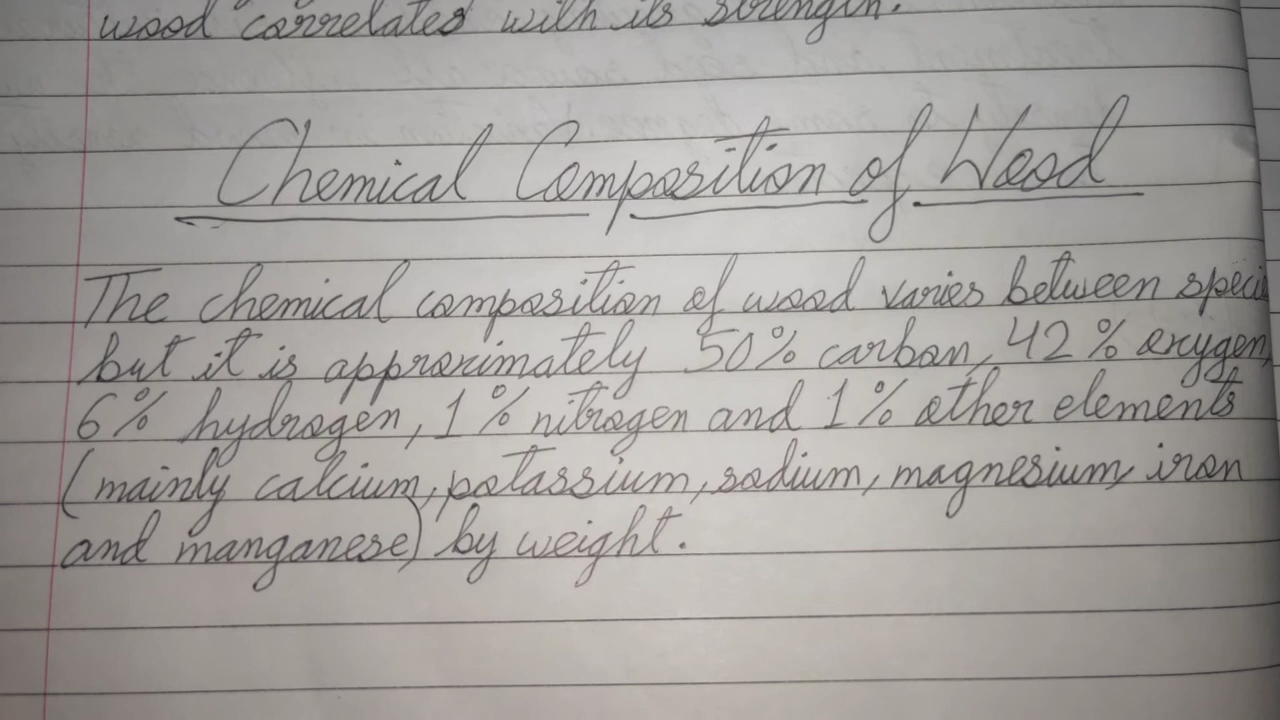 wood correlates with its strength.
Chemical Composition of Wood
The chemical composition of wood varies between speci
but it is approximately 50% carbon, 42% oxygen,
6% hydrogen, 1% nitrogen and 1% other elements
(mainly calcium, potassium, sodium, magnesium, iron
and manganese) by weight.